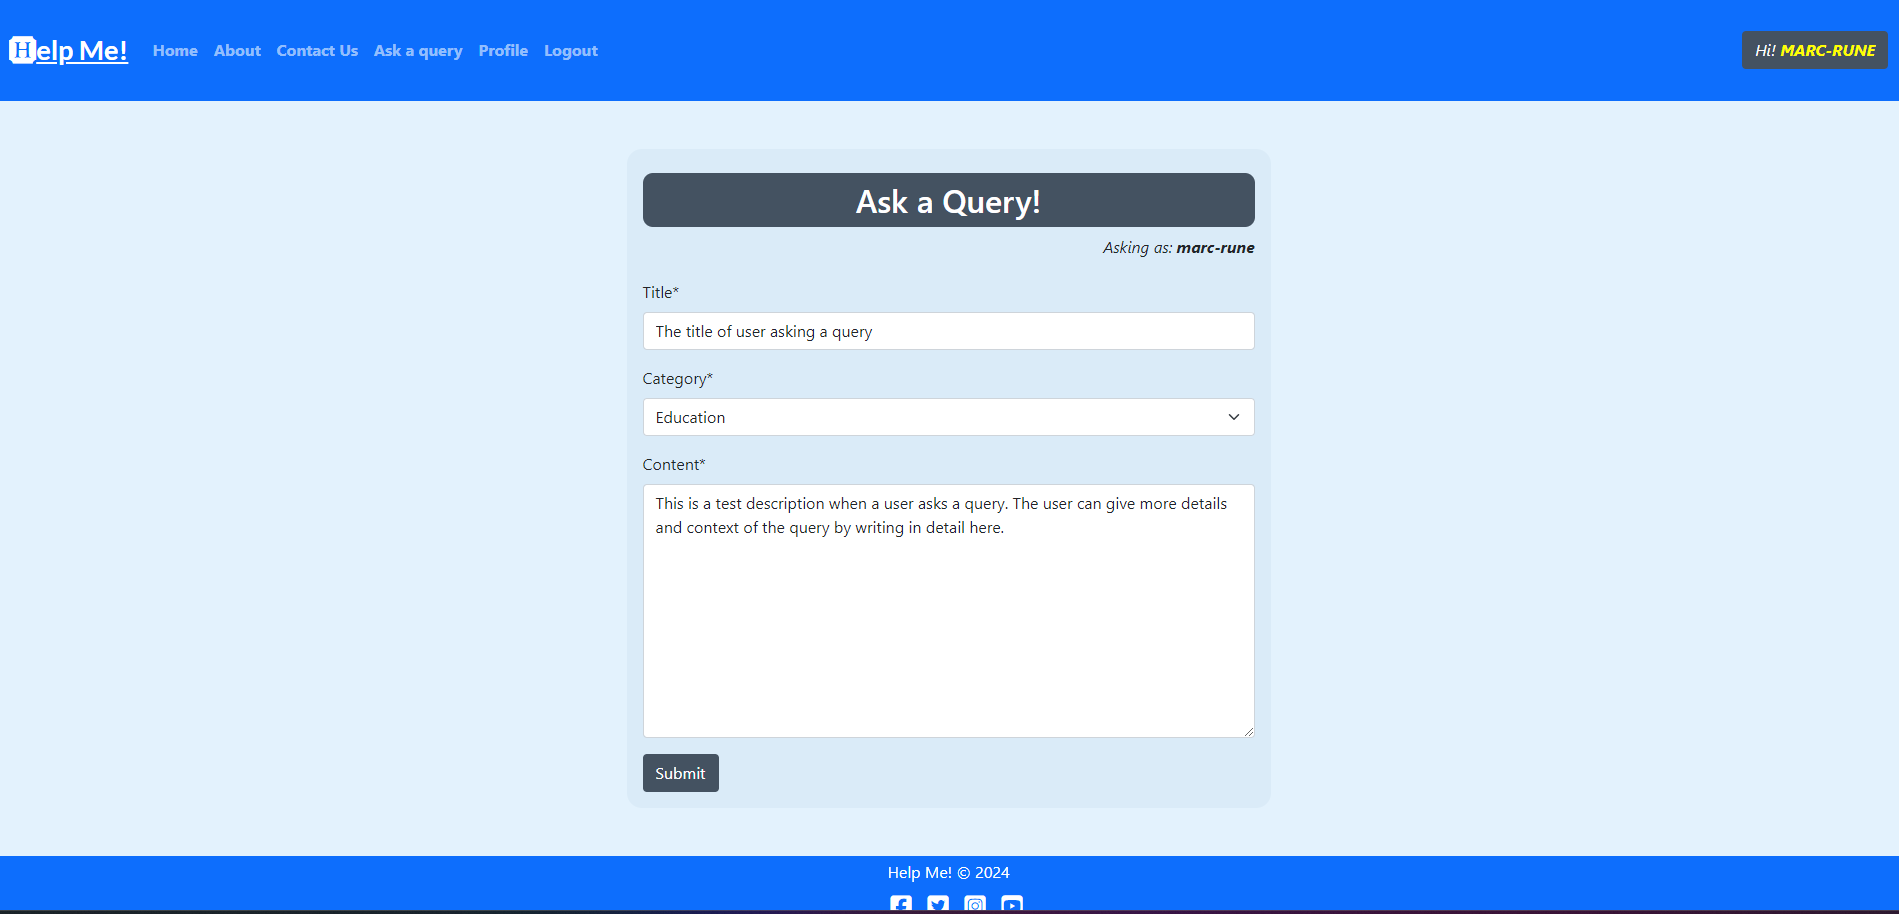 Help Me! Home About Contact Us Ask a query Profile Logout Hi! MARC-RUNE
Ask a Query!
Asking as: marc-rune
Title*
The title of user asking a query
Category*
Education
Content*
This is a test description when a user asks a query. The user can give more details
and context of the query by writing in detail here.
Submit
Help Me! © 2024